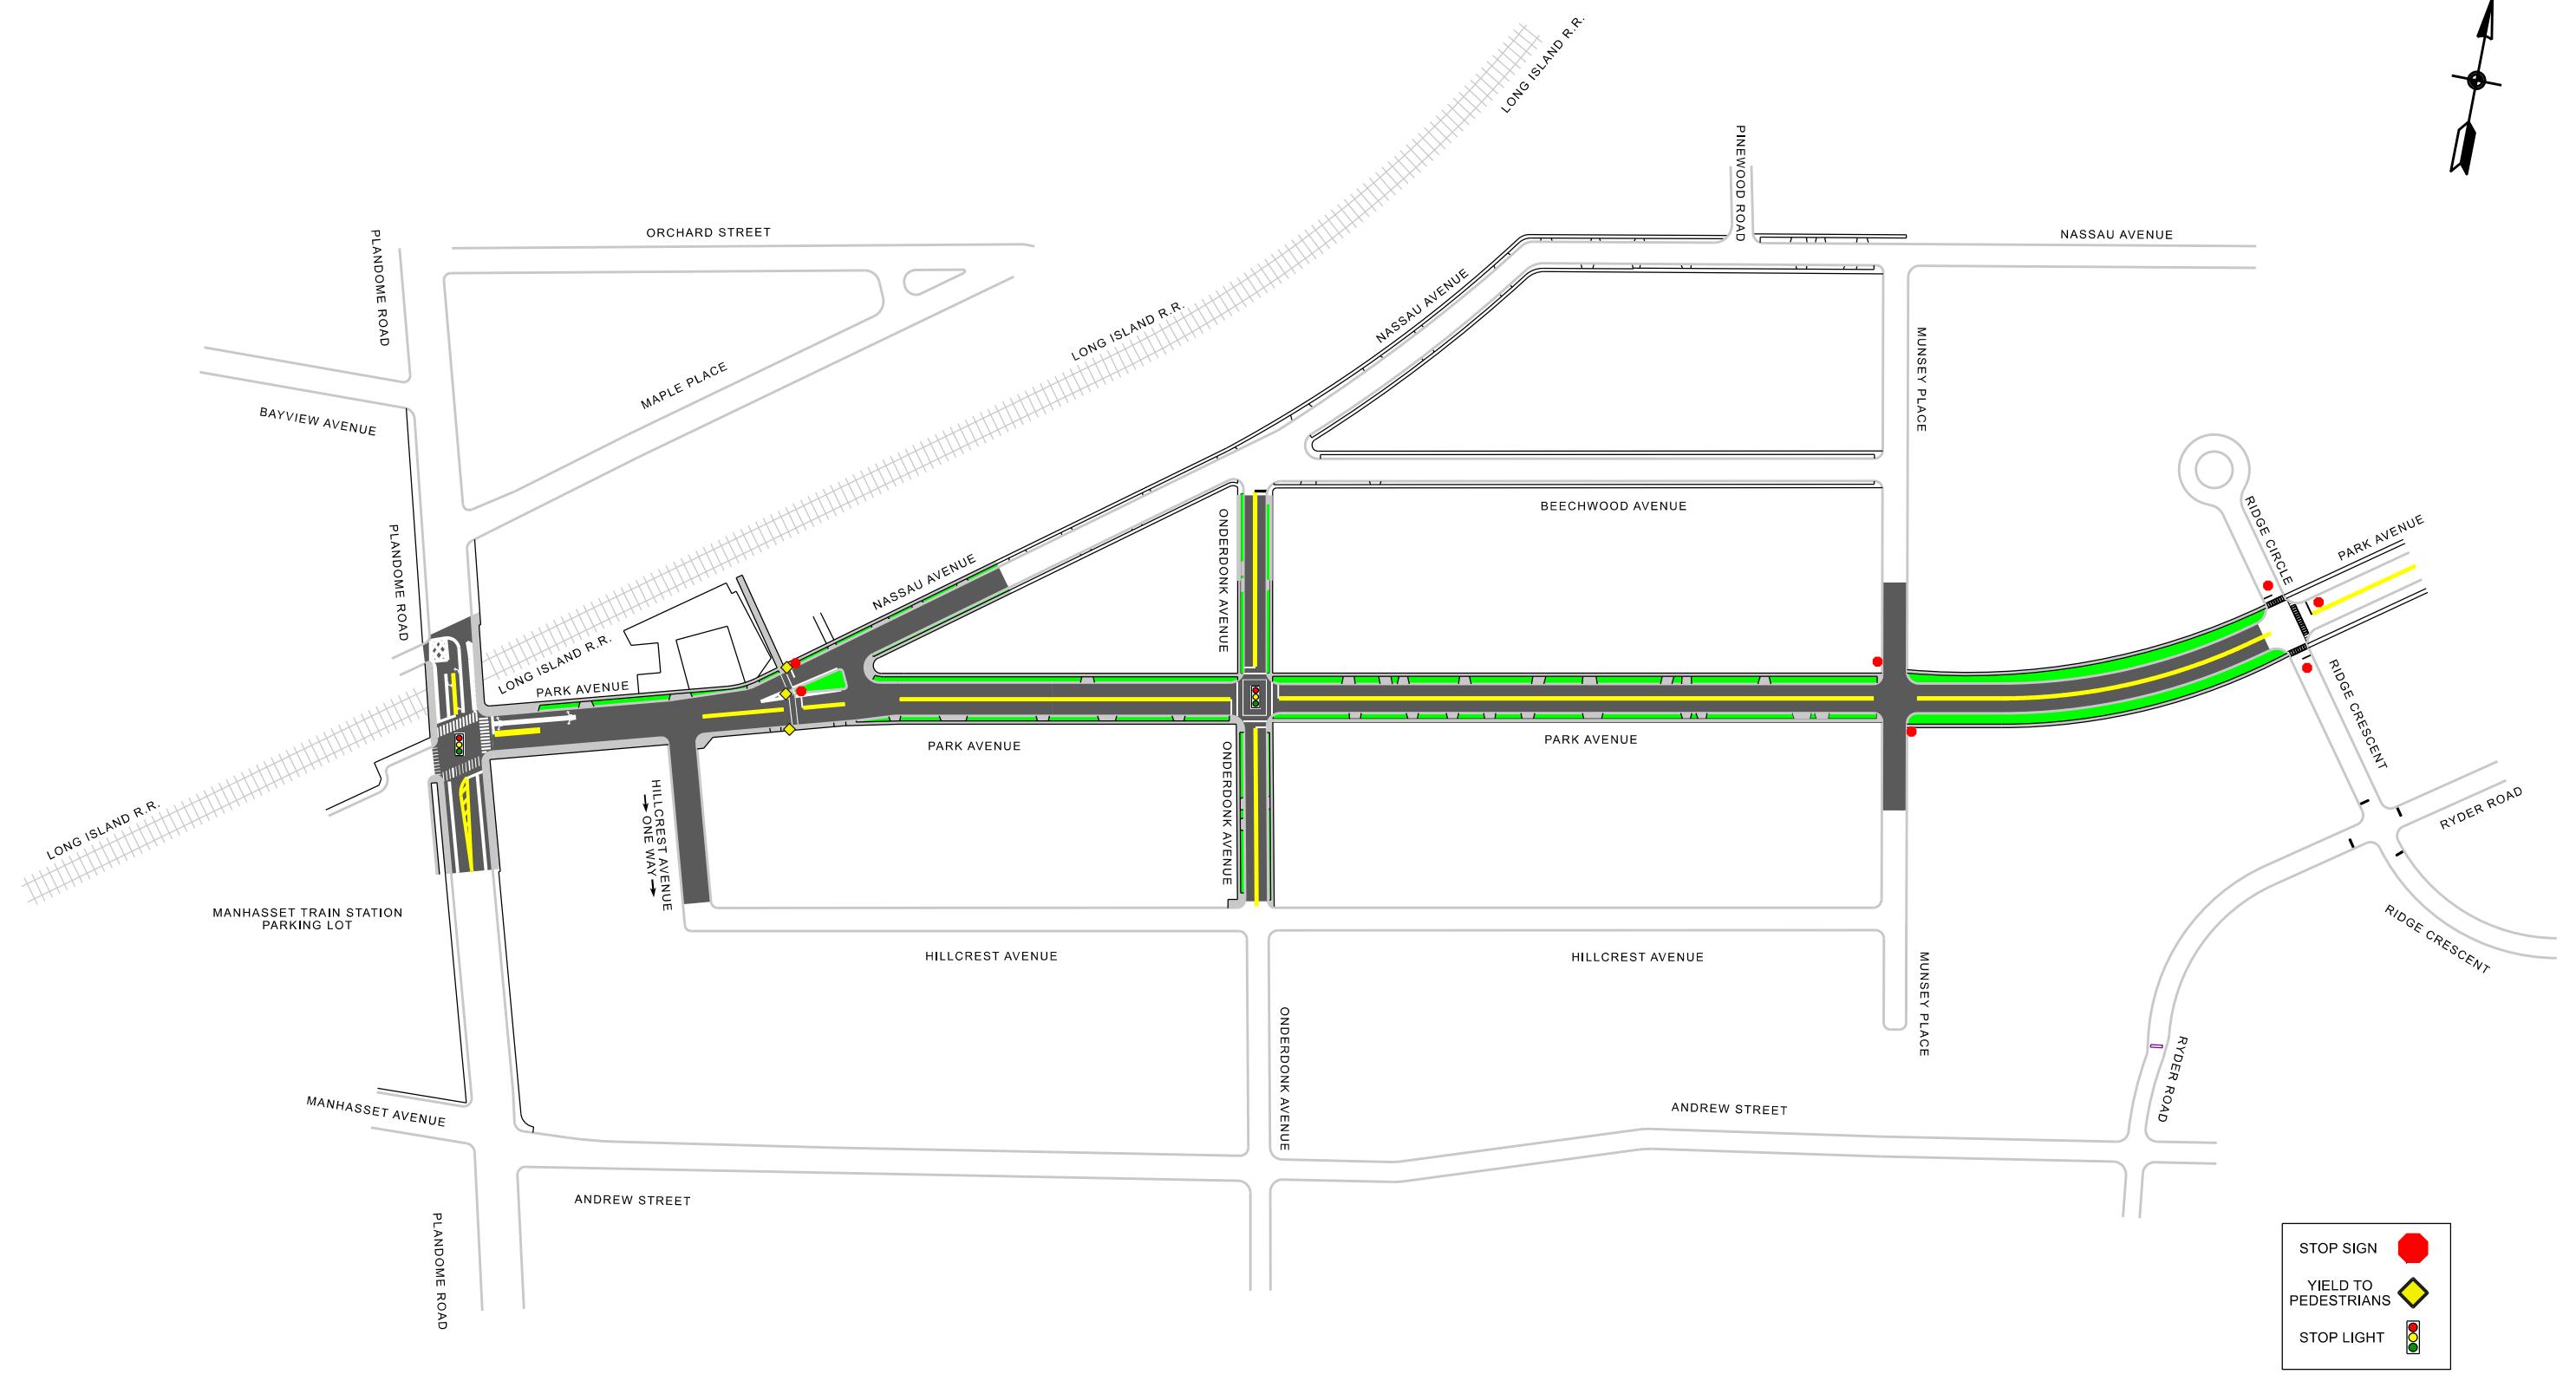 LONG ISLAND R.R.
PINEWOOD ROAD
ORCHARD STREET
NASSAU AVENUE
PLANDOME ROAD
NASSAU AVENUE
LONG ISLAND R.R.
MUNSEY PLACE
MAPLE PLACE
BAYVIEW AVENUE
BEECHWOOD AVENUE
RIDGE CIRCLE
PARK AVENUE
ONDERDONK AVENUE
PLANDOME ROAD
NASSAU AVENUE
LONG ISLAND R.R.
PARK AVENUE
RIDGE CRESCENT
PARK AVENUE
PARK AVENUE
ONDERDONK AVENUE
HILLCREST AVENUE
ONE WAY
LONG ISLAND R.R.
RYDER ROAD
MANHASSET TRAIN STATION
PARKING LOT
RIDGE CRESCENT
HILLCREST AVENUE
HILLCREST AVENUE
MUNSEY PLACE
ONDERDONK AVENUE
RYDER ROAD
MANHASSET AVENUE
ANDREW STREET
ANDREW STREET
PLANDOME ROAD
STOP SIGN
YIELD TO
PEDESTRIANS
STOP LIGHT